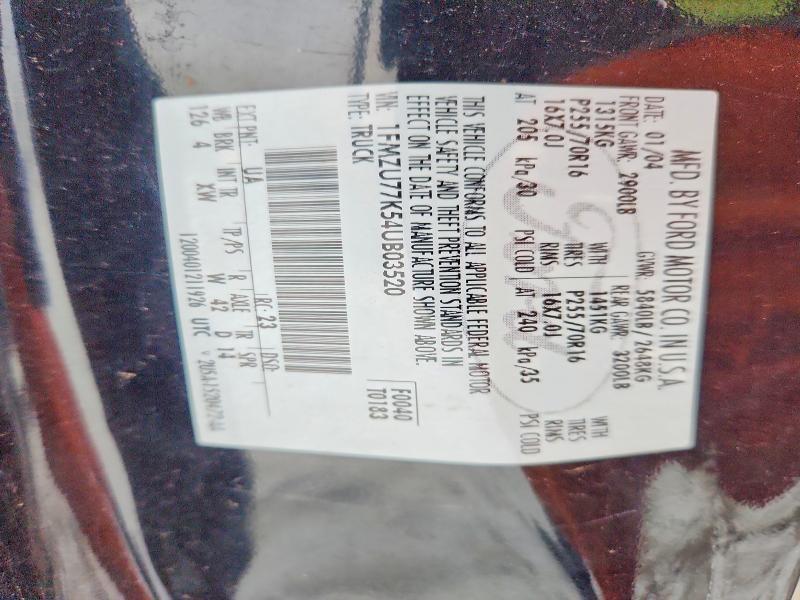 MFD. BY FORD MOTOR CO. IN U.S.A.
DATE: 01/04 GVWR: 5840LB/ 2648KG
FRONT GAWR: 2900LB REAR GAWR: 3200LB
1315KG WITH 1451KG WITH
P255/70R16 TIRES P255/70R16 TIRES
16X7.0J RIMS 16X7.0J RIMS
AT 205 kPa/30 PSI COLD AT 240 kPa/35 PSI COLD
THIS VEHICLE CONFORMS TO ALL APPLICABLE FEDERAL MOTOR
VEHICLE SAFETY AND THEFT PREVENTION STANDARDS IN
EFFECT ON THE DATE OF MANUFACTURE SHOWN ABOVE.
VIN: 1FMZU77K54UB03520 F0040
TYPE: TRUCK T0183
EXT PNT: UA RC: 23 DSO:
WB BRK INT TR TP/PS R AXLE TR SPR
126 4 XW W 42 D 14
UTC